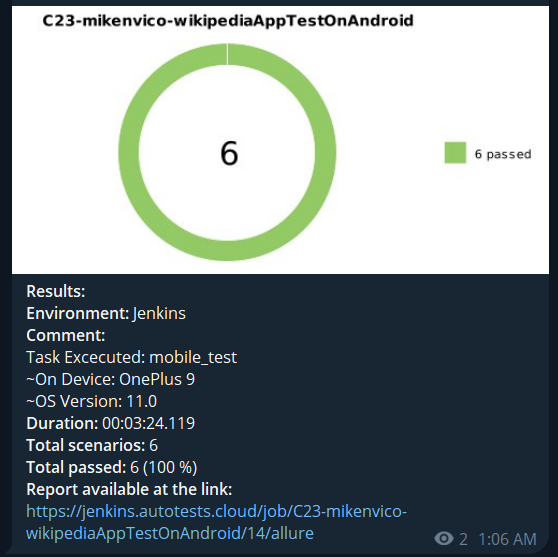 C23-mikenvico-wikipediaAppTestOnAndroid
6
6 passed
Results:
Environment: Jenkins
Comment:
Task Excecuted: mobile_test
~On Device: OnePlus 9
~OS Version: 11.0
Duration: 00:03:24.119
Total scenarios: 6
Total passed: 6 (100 %)
Report available at the link:
https://jenkins.autotests.cloud/job/C23-mikenvico-
wikipediaAppTestOnAndroid/14/allure
2 1:06 AM